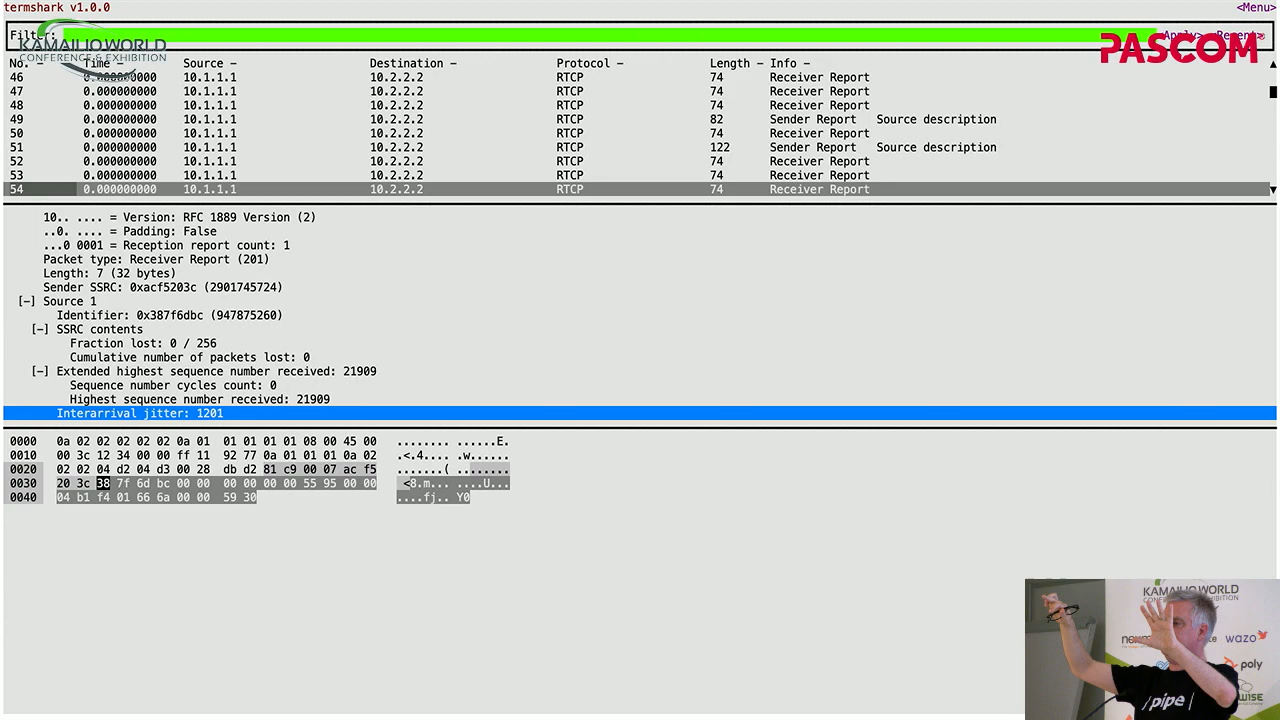 termshark v1.0.0 <Menu>
Filter: <Apply> <Recent>
KAMAILIO WORLD
CONFERENCE & EXHIBITION
PASCOM
No. - Time - Source - Destination - Protocol - Length - Info -
46 0.000000000 10.1.1.1 10.2.2.2 RTCP 74 Receiver Report
47 0.000000000 10.1.1.1 10.2.2.2 RTCP 74 Receiver Report
48 0.000000000 10.1.1.1 10.2.2.2 RTCP 74 Receiver Report
49 0.000000000 10.1.1.1 10.2.2.2 RTCP 82 Sender Report Source description
50 0.000000000 10.1.1.1 10.2.2.2 RTCP 74 Receiver Report
51 0.000000000 10.1.1.1 10.2.2.2 RTCP 122 Sender Report Source description
52 0.000000000 10.1.1.1 10.2.2.2 RTCP 74 Receiver Report
53 0.000000000 10.1.1.1 10.2.2.2 RTCP 74 Receiver Report
54 0.000000000 10.1.1.1 10.2.2.2 RTCP 74 Receiver Report
10.. .... = Version: RFC 1889 Version (2)
..0. .... = Padding: False
...0 0001 = Reception report count: 1
Packet type: Receiver Report (201)
Length: 7 (32 bytes)
Sender SSRC: 0xacf5203c (2901745724)
[-] Source 1
Identifier: 0x387f6dbc (947875260)
[-] SSRC contents
Fraction lost: 0 / 256
Cumulative number of packets lost: 0
[-] Extended highest sequence number received: 21909
Sequence number cycles count: 0
Highest sequence number received: 21909
Interarrival jitter: 1201
0000 0a 02 02 02 02 02 0a 01 01 01 01 01 08 00 45 00 ........ ......E.
0010 00 3c 12 34 00 00 ff 11 92 77 0a 01 01 01 0a 02 .<.4.... .w......
0020 02 02 04 d2 04 d3 00 28 db d2 81 c9 00 07 ac f5 .......( ........
0030 20 3c 38 7f 6d bc 00 00 00 00 00 00 55 95 00 00 <8.m... ....U...
0040 04 b1 f4 01 66 6a 00 00 59 30 ....fj.. Y0
KAMAILIO WORLD
wazo
poly
/pipe|